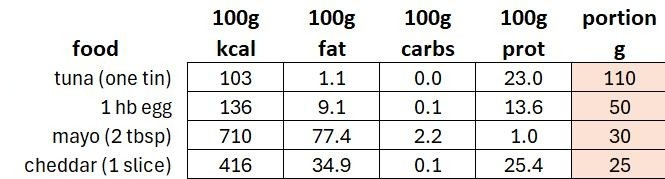 100g 100g 100g 100g portion
food kcal fat carbs prot g
tuna (one tin) 103 1.1 0.0 23.0 110
1 hb egg 136 9.1 0.1 13.6 50
mayo (2 tbsp) 710 77.4 2.2 1.0 30
cheddar (1 slice) 416 34.9 0.1 25.4 25